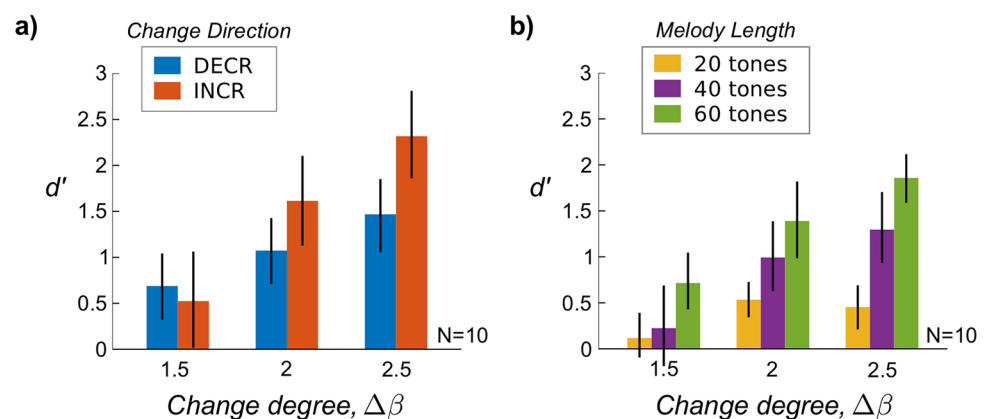 a)
Change Direction
DECR
INCR
3
2.5
2
1.5
1
0.5
0
d'
1.5 2 2.5
N=10
Change degree, Δβ
b)
Melody Length
20 tones
40 tones
60 tones
3
2.5
2
1.5
1
0.5
0
d'
1.5 2 2.5
N=10
Change degree, Δβ